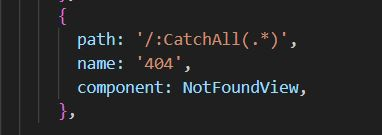 {
path: '/:CatchAll(.*)',
name: '404',
component: NotFoundView,
},